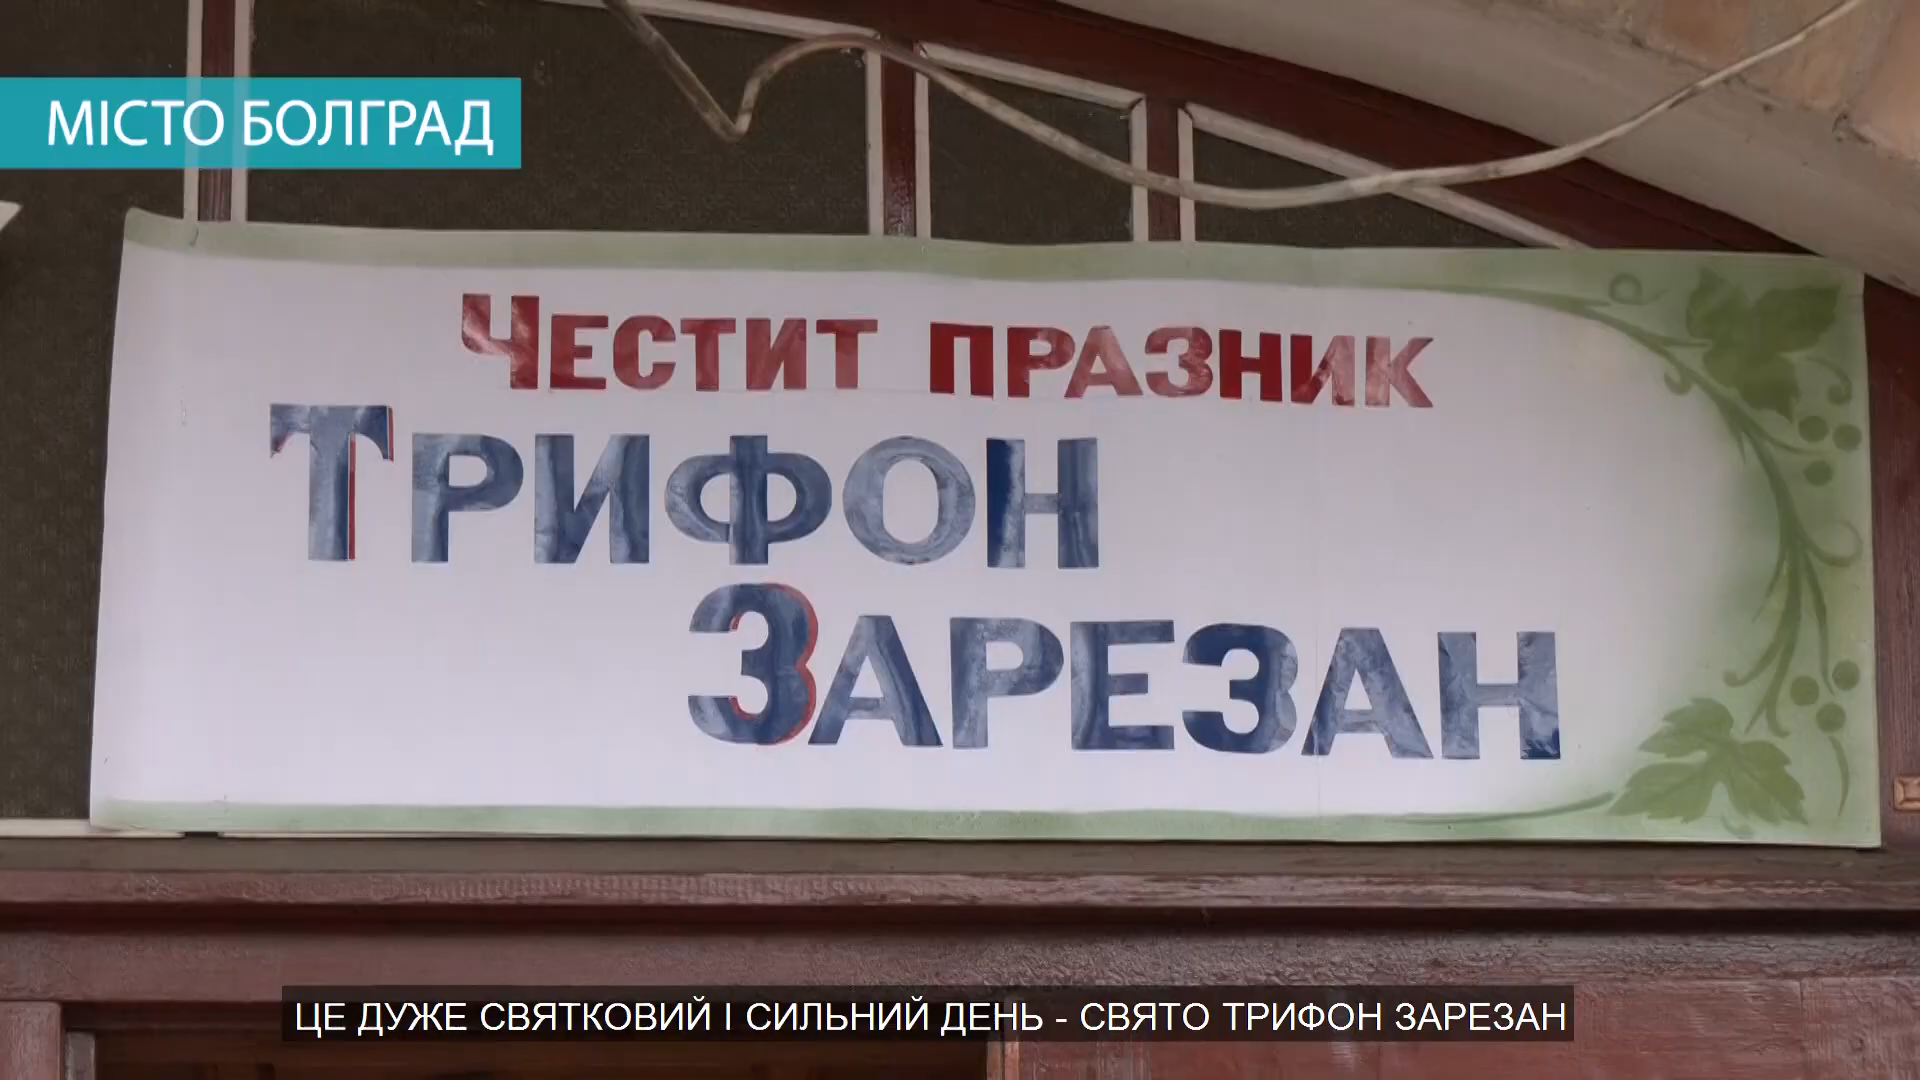 МІСТО БОЛГРАД
ЧЕСТИТ ПРАЗНИК
ТРИФОН
ЗАРЕЗАН
ЦЕ ДУЖЕ СВЯТКОВИЙ І СИЛЬНИЙ ДЕНЬ - СВЯТО ТРИФОН ЗАРЕЗАН